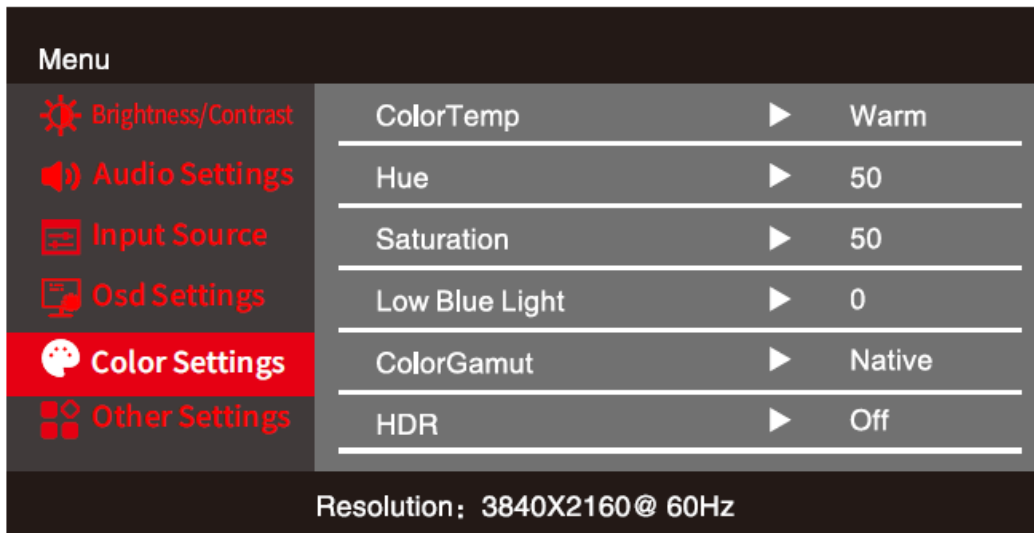 Menu
Brightness/Contrast
ColorTemp ▶ Warm
Audio Settings
Hue ▶ 50
Input Source
Saturation ▶ 50
Osd Settings
Low Blue Light ▶ 0
Color Settings
ColorGamut ▶ Native
Other Settings
HDR ▶ Off
Resolution：3840X2160@ 60Hz